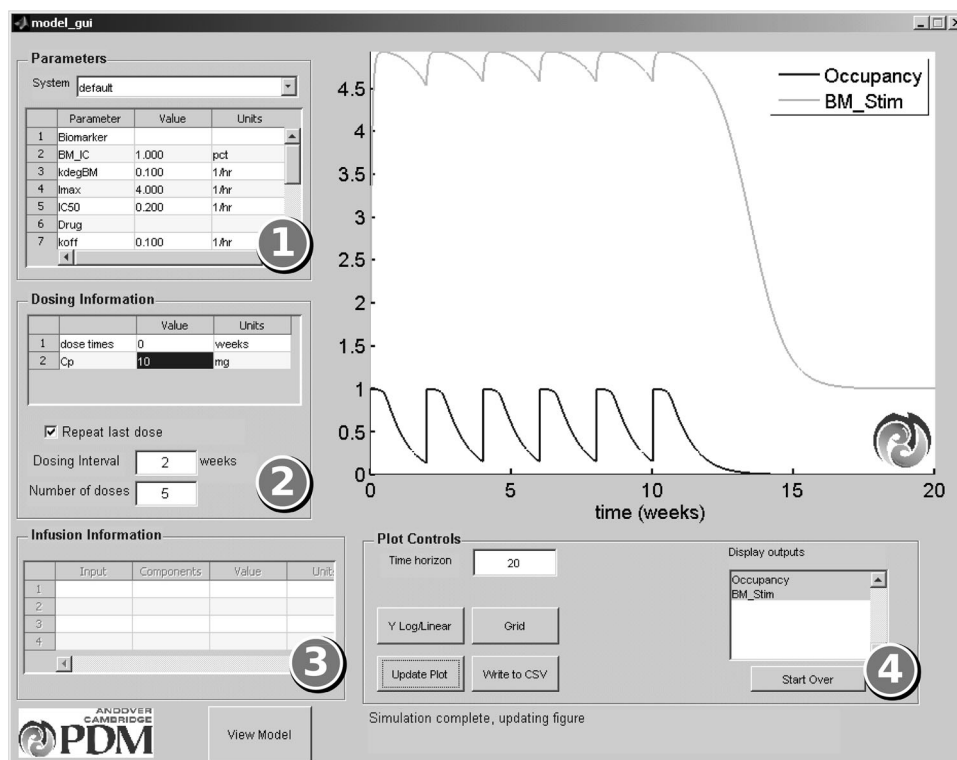 model_gui
Parameters
System default
Parameter Value Units
1 Biomarker
2 BM_IC 1.000 pct
3 kdegBM 0.100 1/hr
4 Imax 4.000 1/hr
5 IC50 0.200 1/hr
6 Drug
7 koff 0.100 1/hr
1
Dosing Information
Value Units
1 dose times 0 weeks
2 Cp 10 mg
Repeat last dose
Dosing Interval 2 weeks
Number of doses 5
2
Infusion Information
Input Components Value Unit
1
2
3
4
3
ANDOVER
CAMBRIDGE
PDM
View Model
Occupancy
BM_Stim
4.5
4
3.5
3
2.5
2
1.5
1
0.5
0
0 5 10 15 20
time (weeks)
Plot Controls
Time horizon 20
Y Log/Linear Grid
Update Plot Write to CSV
Display outputs
Occupancy
BM_Stim
Start Over
4
Simulation complete, updating figure